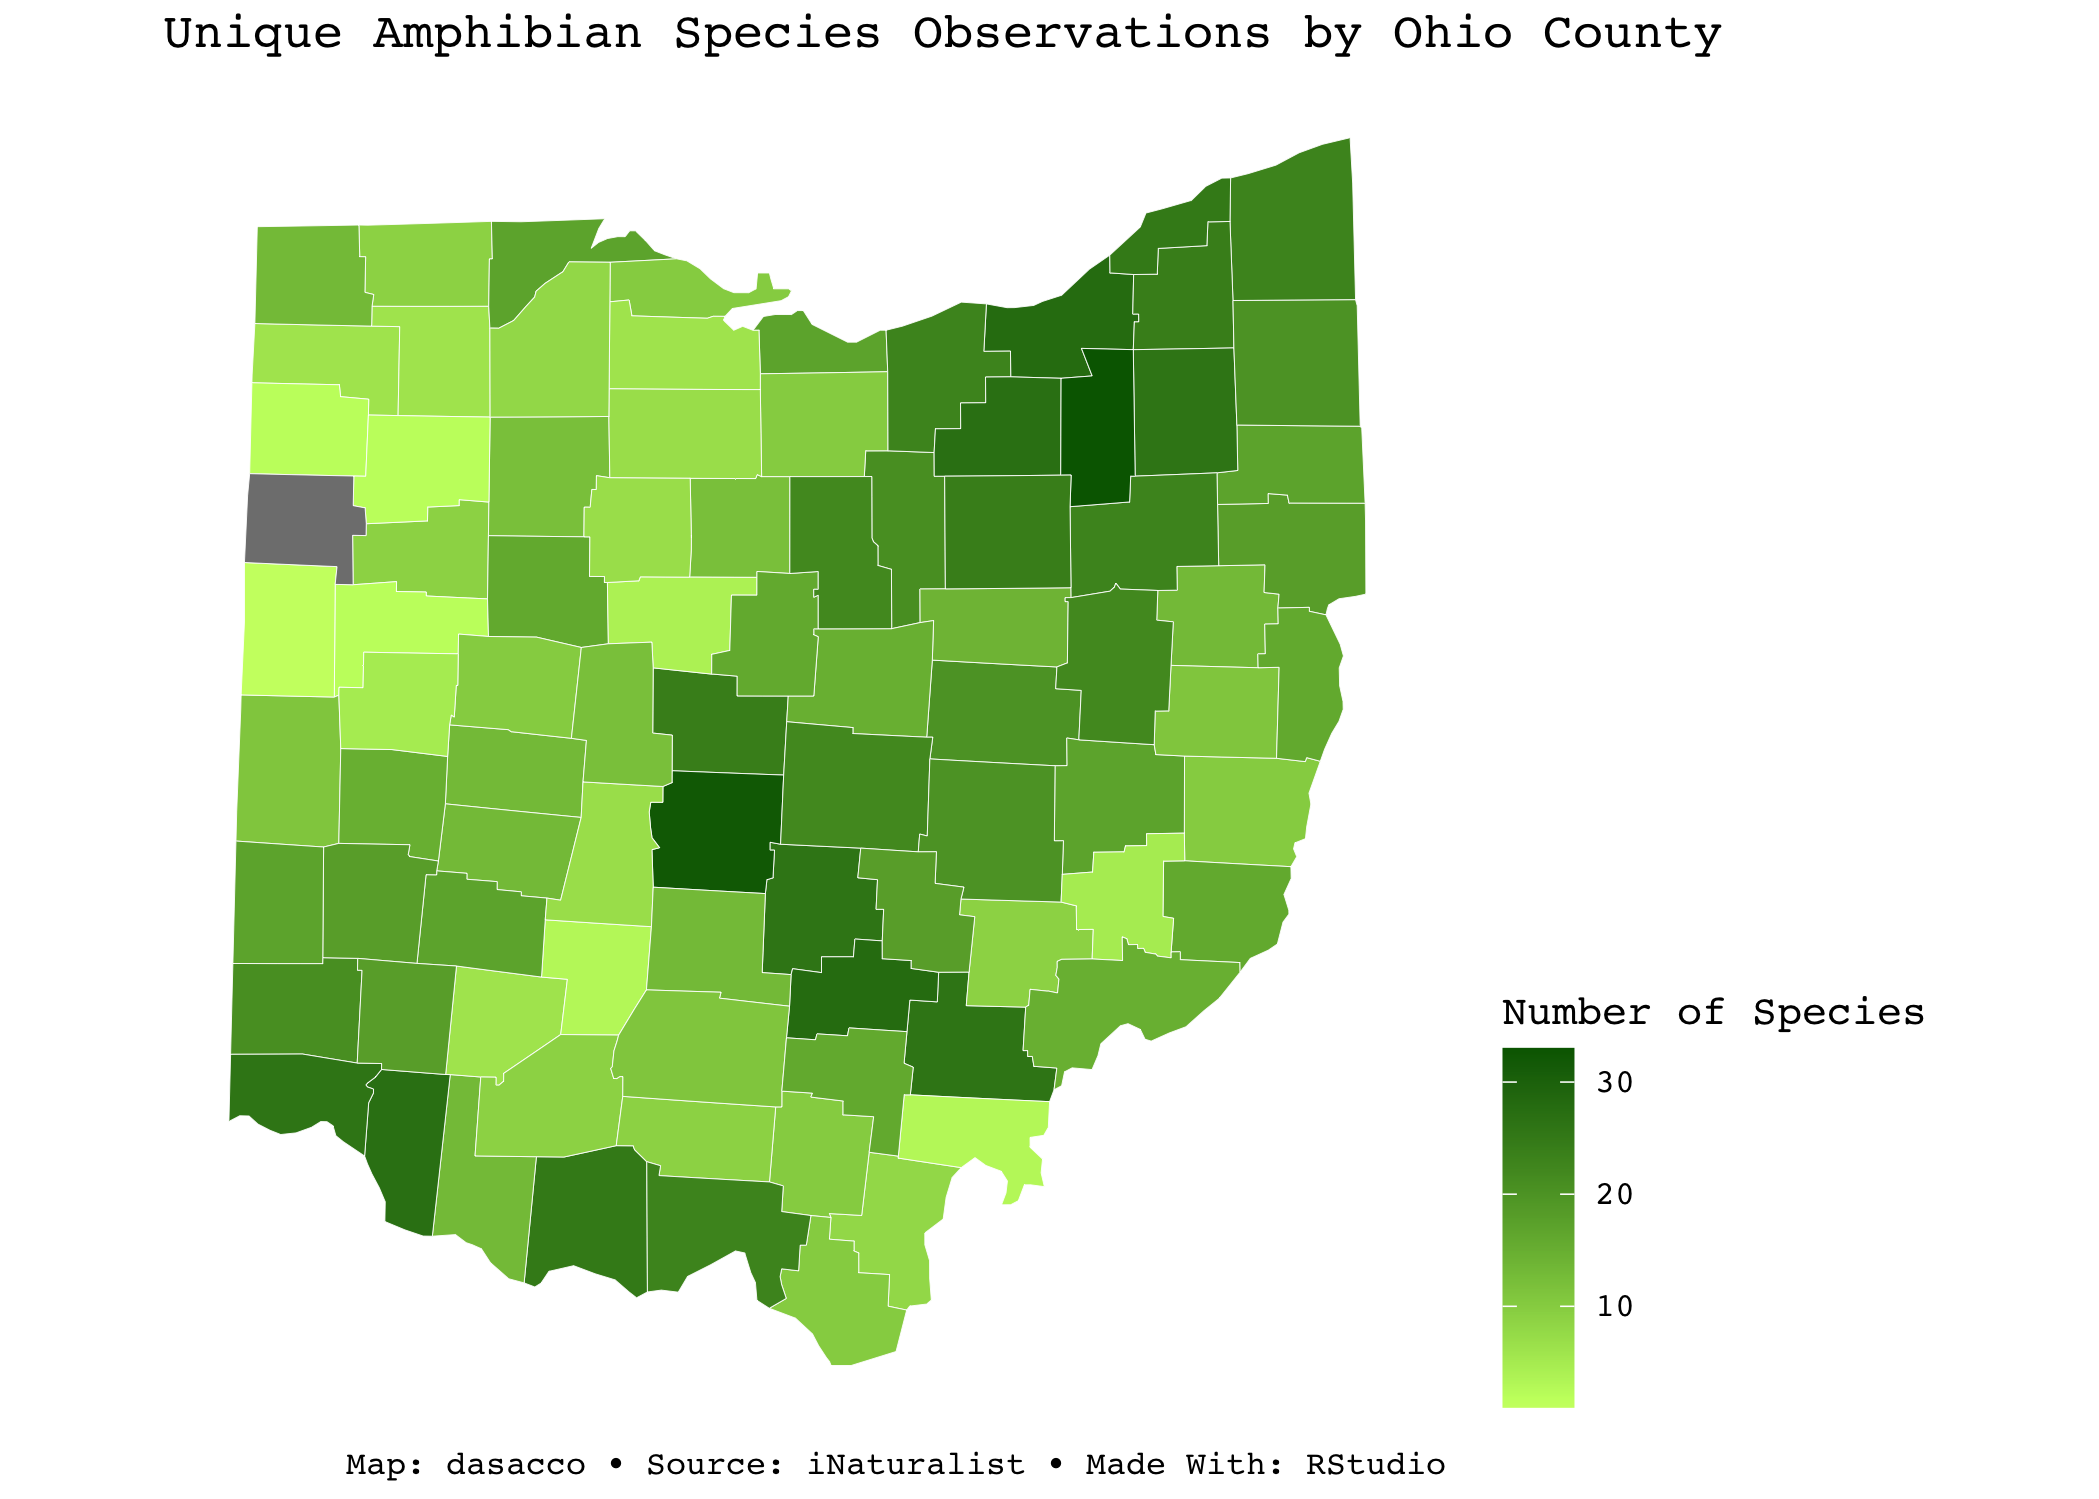 Unique Amphibian Species Observations by Ohio County
Number of Species
30
20
10
Map: dasacco • Source: iNaturalist • Made With: RStudio